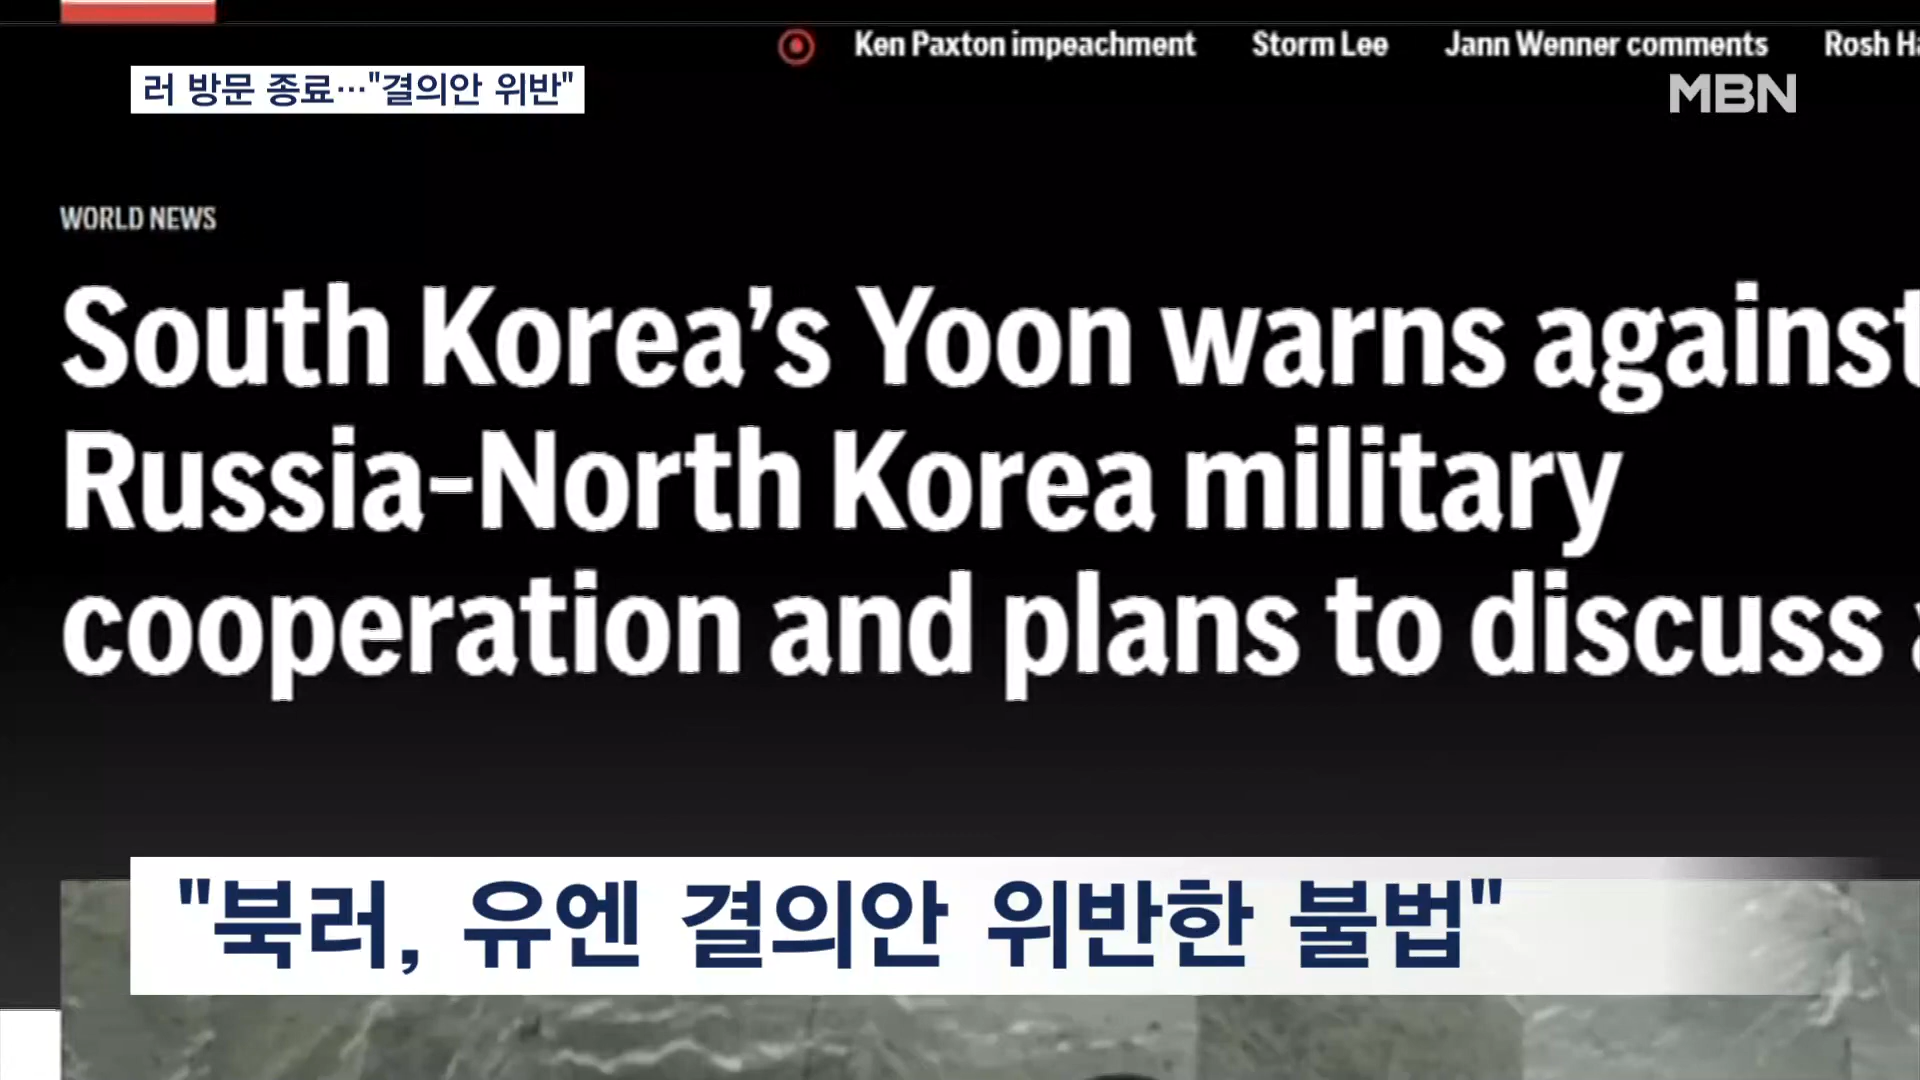 Ken Paxton impeachment Storm Lee Jann Wenner comments Rosh
러 방문 종료…"결의안 위반"
MBN
WORLD NEWS
South Korea’s Yoon warns against
Russia-North Korea military
cooperation and plans to discuss
"북러, 유엔 결의안 위반한 불법"